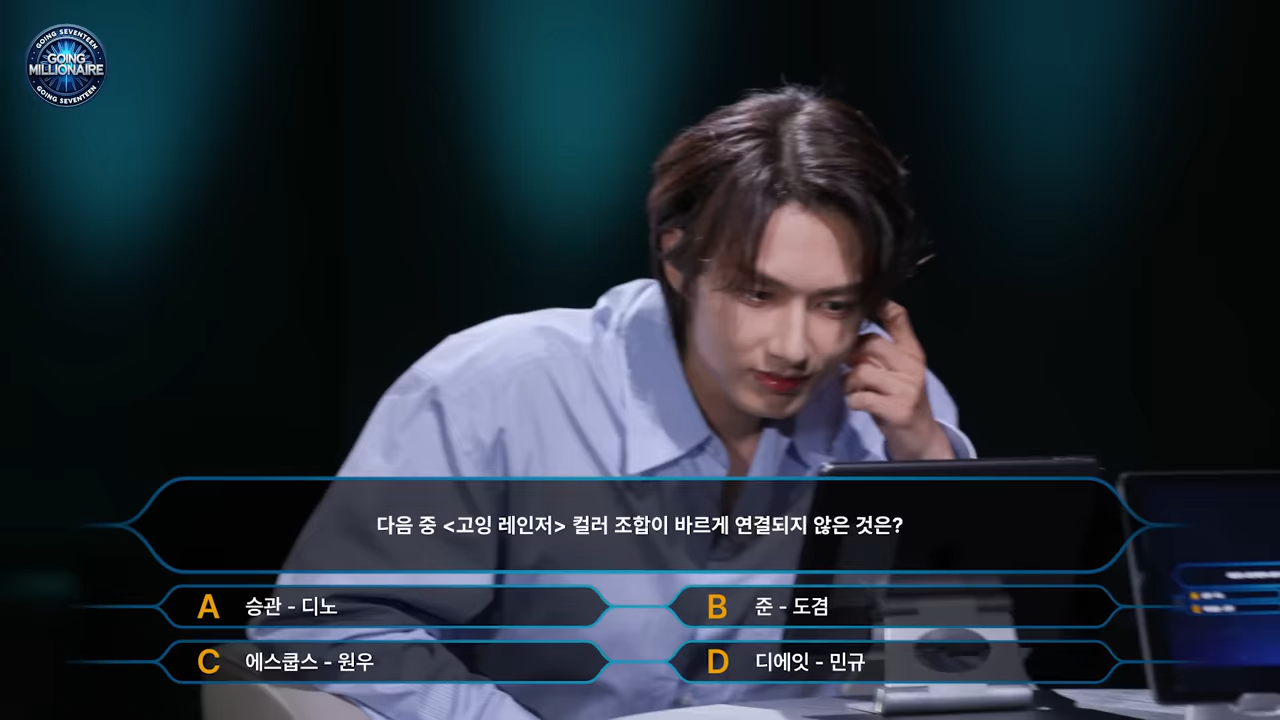 GOING SEVENTEEN
GOING
MILLIONAIRE
GOING SEVENTEEN
다음 중 <고잉 레인저> 컬러 조합이 바르게 연결되지 않은 것은?
A 승관 - 디노
B 준 - 도겸
C 에스쿱스 - 원우
D 디에잇 - 민규